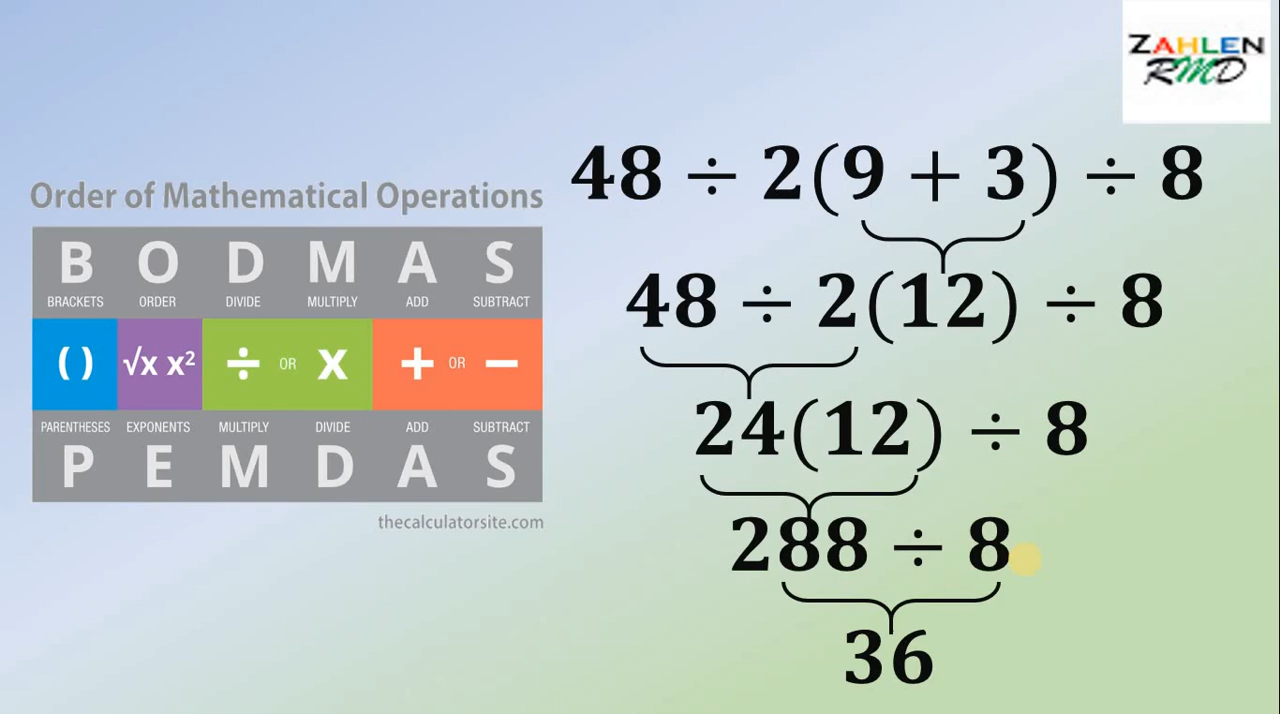 ZAHLEN
RMD
48 ÷ 2(9 + 3) ÷ 8
48 ÷ 2(12) ÷ 8
24(12) ÷ 8
288 ÷ 8
36
Order of Mathematical Operations
B O D M A S
BRACKETS ORDER DIVIDE MULTIPLY ADD SUBTRACT
( ) √x x² ÷ OR x + OR −
PARENTHESES EXPONENTS MULTIPLY DIVIDE ADD SUBTRACT
P E M D A S
thecalculatorsite.com